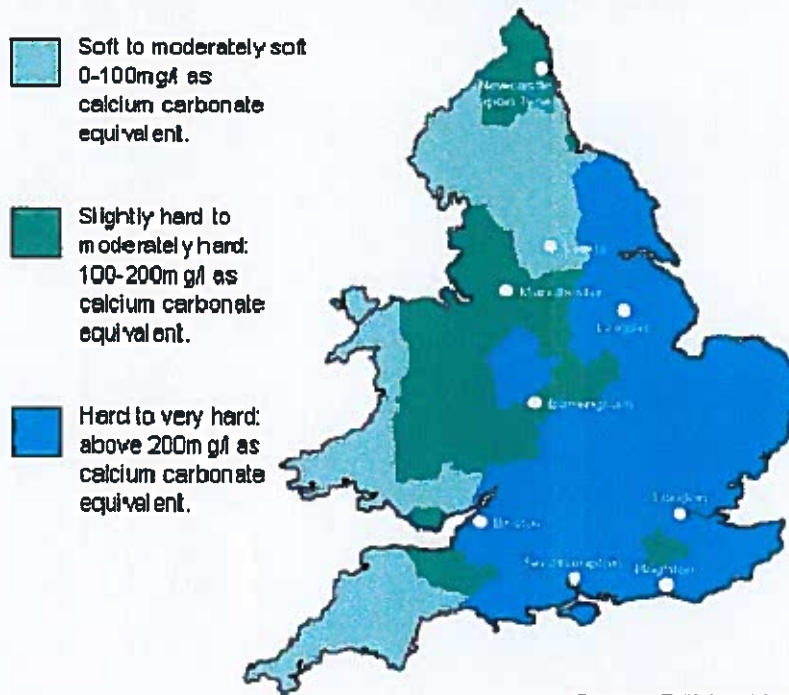 Soft to moderately soft
0-100mg/l as
calcium carbonate
equivalent.
Slightly hard to
moderately hard:
100-200m g/l as
calcium carbonate
equivalent.
Hard to very hard:
above 200m g/l as
calcium carbonate
equivalent.
Newcastle
upon Tyne
Manchester
Birmingham
London
Bristol
Southampton
Brighton